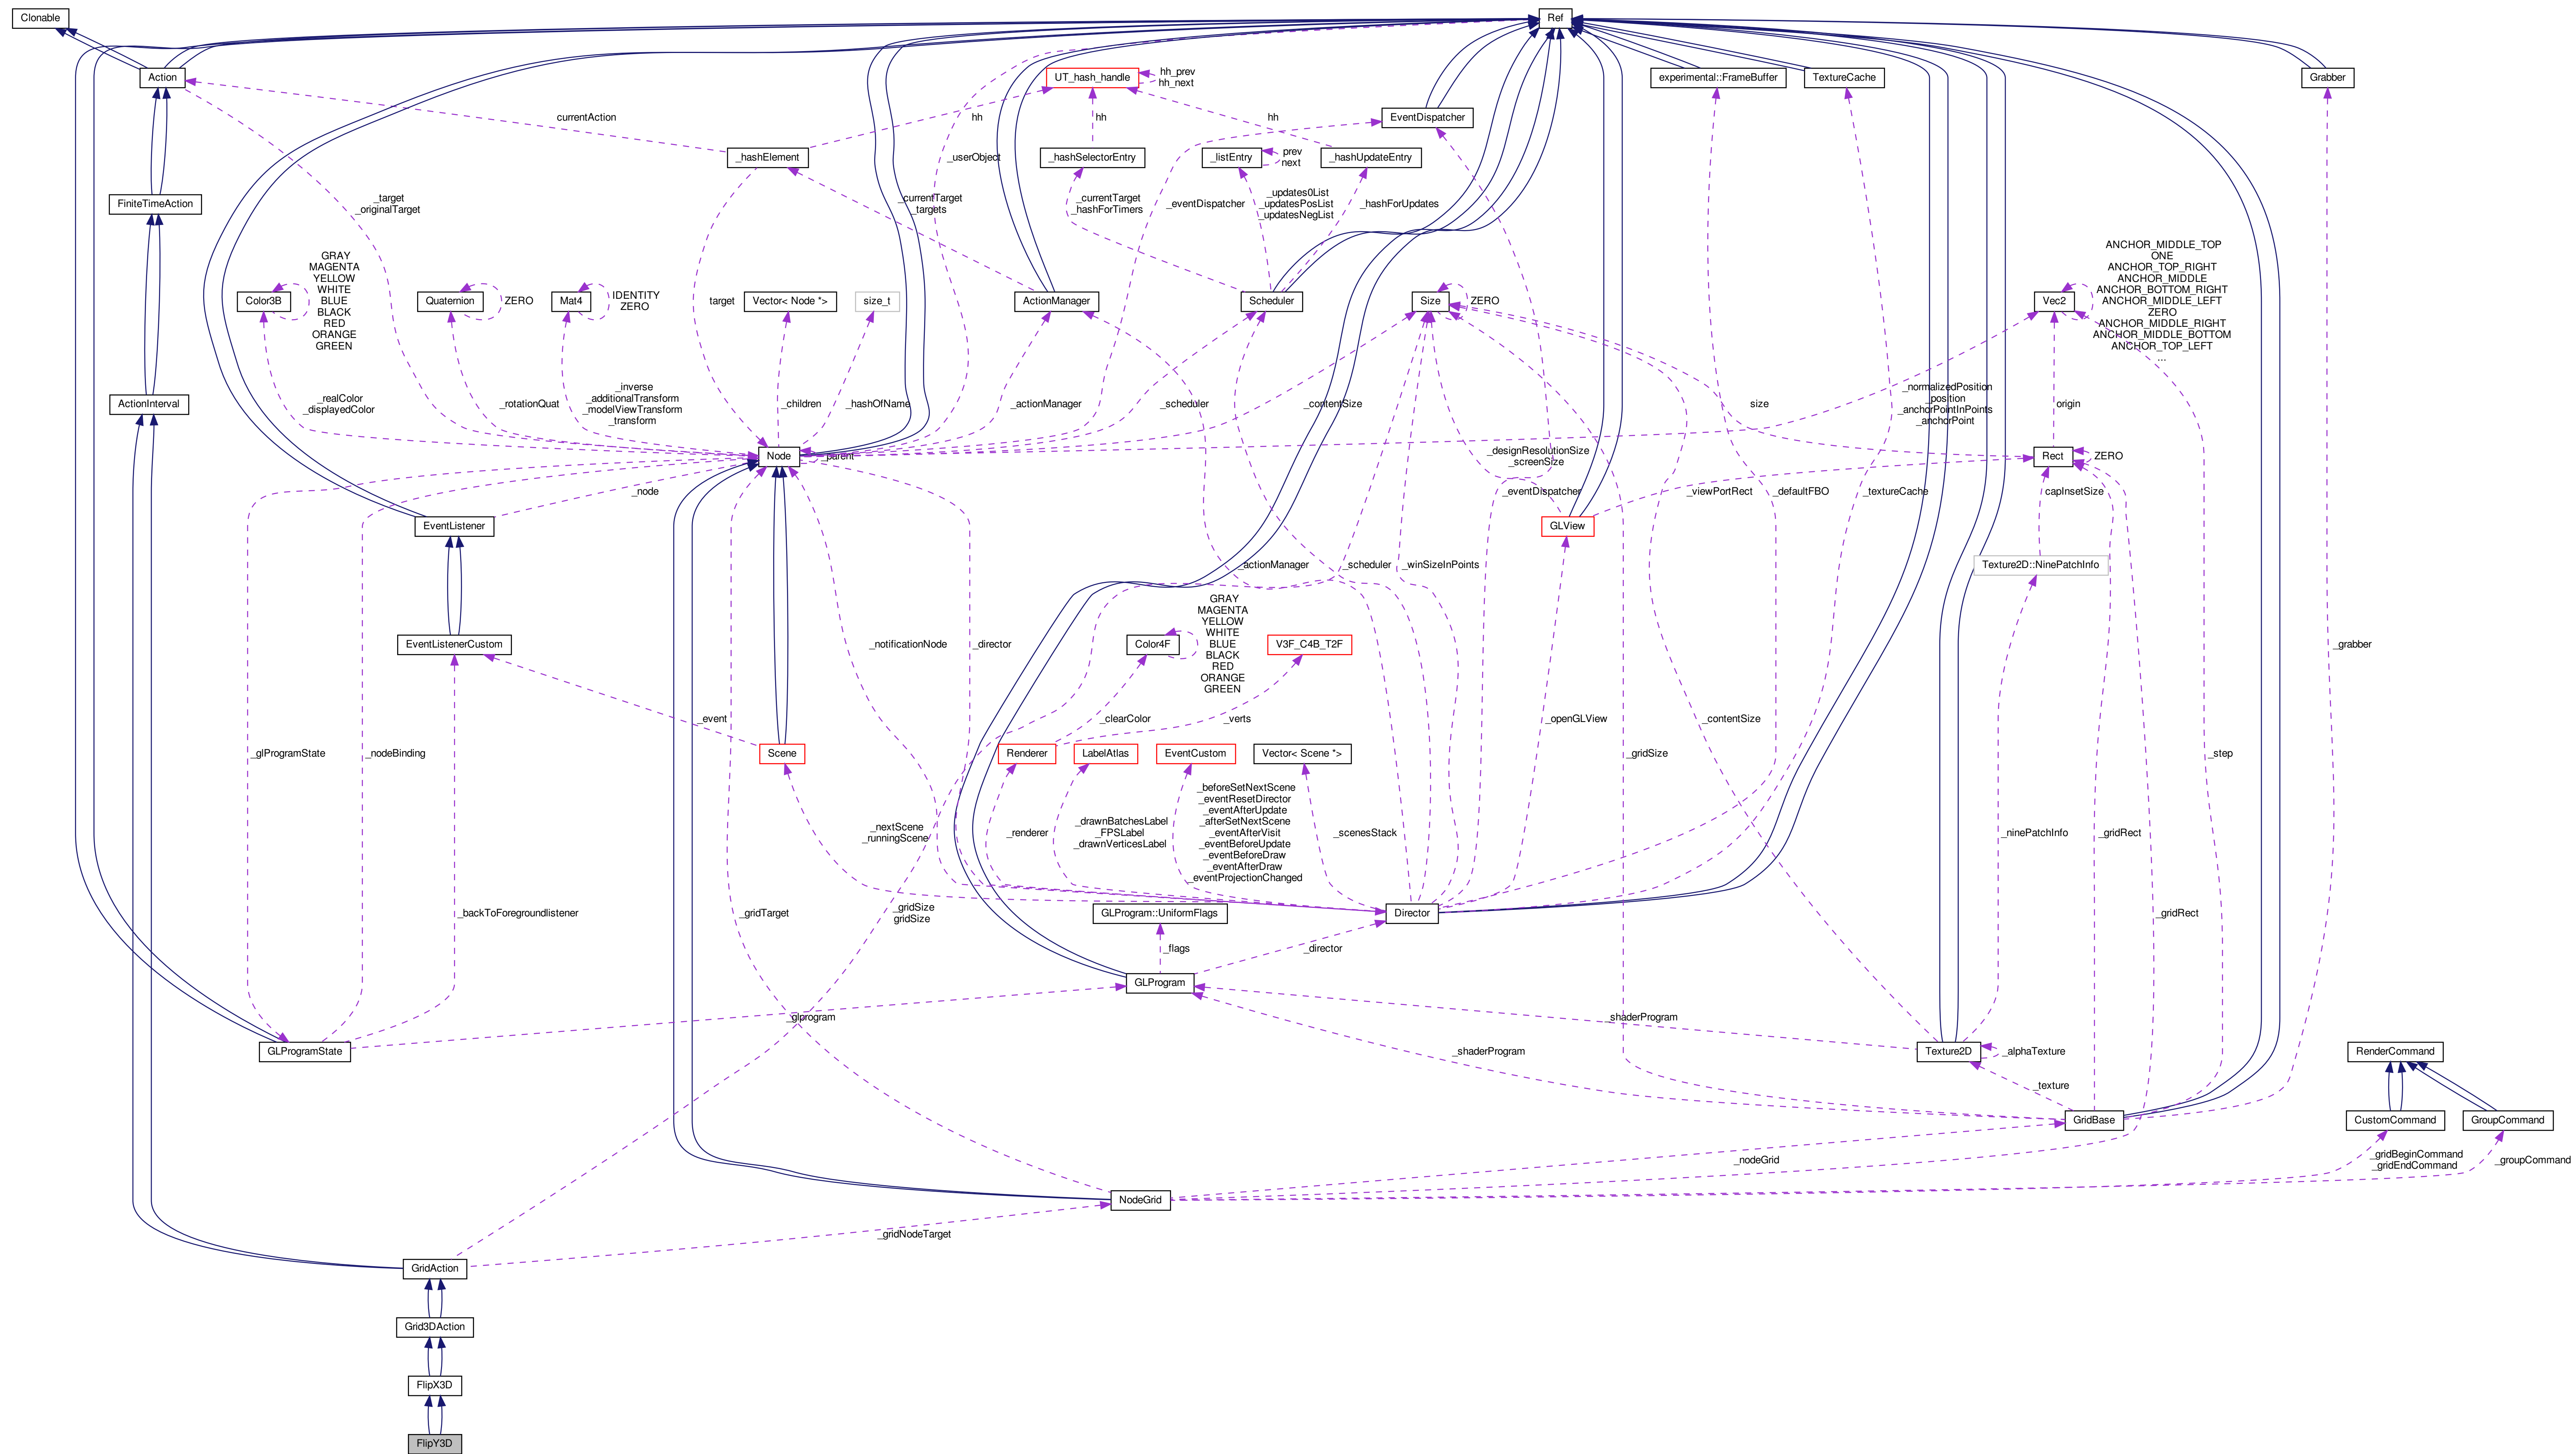 Clonable
Ref
Action
UT_hash_handle
hh_prev
hh_next
experimental::FrameBuffer
TextureCache
Grabber
currentAction
hh
hh
hh
EventDispatcher
_hashElement
_userObject
_hashSelectorEntry
_listEntry
prev
next
_hashUpdateEntry
FiniteTimeAction
_target
_originalTarget
_currentTarget
_targets
_currentTarget
_hashForTimers
_eventDispatcher
_updates0List
_updatesPosList
_updatesNegList
_hashForUpdates
GRAY
MAGENTA
YELLOW
WHITE
BLUE
BLACK
RED
ORANGE
GREEN
ANCHOR_MIDDLE_TOP
ONE
ANCHOR_TOP_RIGHT
ANCHOR_MIDDLE
ANCHOR_BOTTOM_RIGHT
ANCHOR_MIDDLE_LEFT
ZERO
ANCHOR_MIDDLE_RIGHT
ANCHOR_MIDDLE_BOTTOM
ANCHOR_TOP_LEFT
...
Color3B
Quaternion
ZERO
Mat4
IDENTITY
ZERO
target
Vector< Node *>
size_t
ActionManager
Scheduler
Size
ZERO
Vec2
ActionInterval
_realColor
_displayedColor
_rotationQuat
_inverse
_additionalTransform
_modelViewTransform
_transform
_children
_hashOfName
_actionManager
_scheduler
_contentSize
size
_normalizedPosition
_position
_anchorPointInPoints
_anchorPoint
origin
Node
_parent
Rect
ZERO
_node
_designResolutionSize
_screenSize
_eventDispatcher
_viewPortRect
_defaultFBO
_textureCache
capInsetSize
EventListener
GLView
_actionManager
_scheduler
_winSizeInPoints
Texture2D::NinePatchInfo
GRAY
MAGENTA
YELLOW
WHITE
BLUE
BLACK
RED
ORANGE
GREEN
EventListenerCustom
_notificationNode
_director
Color4F
V3F_C4B_T2F
_grabber
_event
_clearColor
_verts
_openGLView
_contentSize
_glProgramState
_nodeBinding
Scene
Renderer
LabelAtlas
EventCustom
Vector< Scene *>
_gridSize
_step
_nextScene
_runningScene
_renderer
_drawnBatchesLabel
_FPSLabel
_drawnVerticesLabel
_beforeSetNextScene
_eventResetDirector
_eventAfterUpdate
_afterSetNextScene
_eventAfterVisit
_eventBeforeUpdate
_eventBeforeDraw
_eventAfterDraw
_eventProjectionChanged
_scenesStack
_ninePatchInfo
_gridRect
_backToForegroundlistener
_gridTarget
_gridSize
gridSize
GLProgram::UniformFlags
Director
_gridRect
_flags
_director
GLProgram
_glprogram
_shaderProgram
GLProgramState
_shaderProgram
Texture2D
_alphaTexture
RenderCommand
_texture
GridBase
CustomCommand
GroupCommand
_nodeGrid
_gridBeginCommand
_gridEndCommand
_groupCommand
NodeGrid
_gridNodeTarget
GridAction
Grid3DAction
FlipX3D
FlipY3D